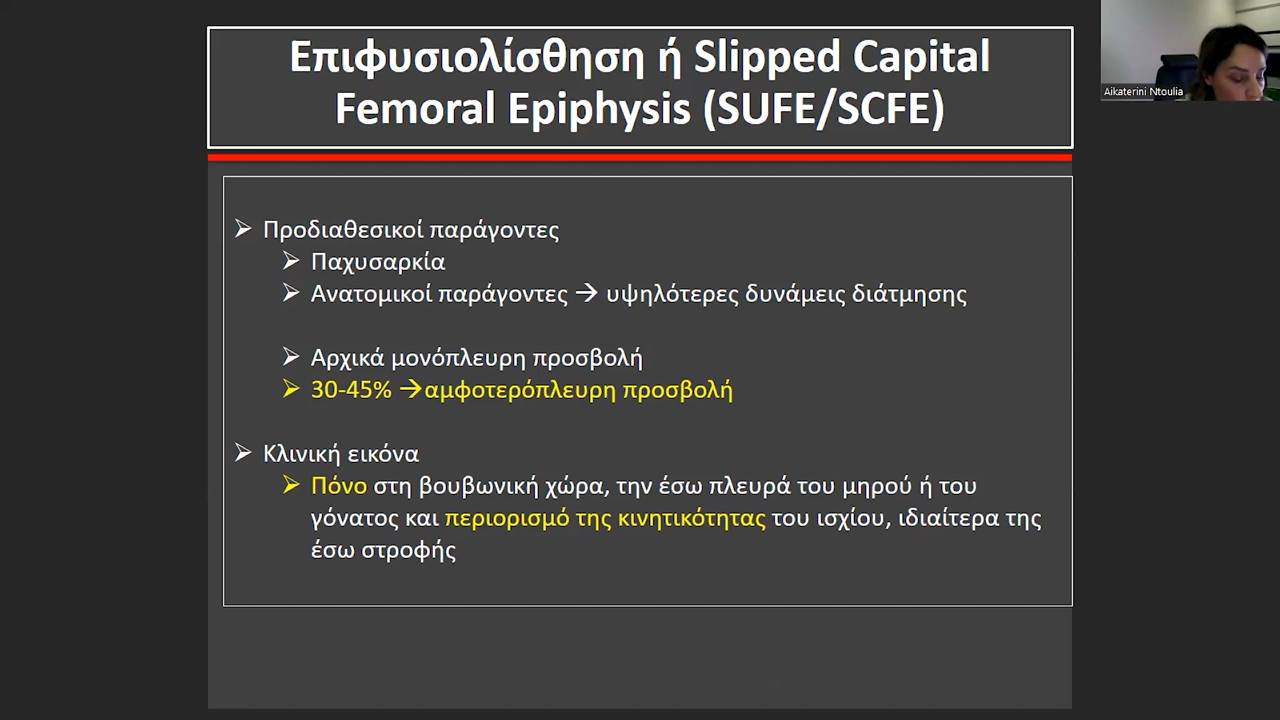 Επιφυσιολίσθηση ή Slipped Capital
Femoral Epiphysis (SUFE/SCFE)
Aikaterini Ntoulia
➢ Προδιαθεσικοί παράγοντες
➢ Παχυσαρκία
➢ Ανατομικοί παράγοντες → υψηλότερες δυνάμεις διάτμησης
➢ Αρχικά μονόπλευρη προσβολή
➢ 30-45% →αμφοτερόπλευρη προσβολή
➢ Κλινική εικόνα
➢ Πόνο στη βουβωνική χώρα, την έσω πλευρά του μηρού ή του
γόνατος και περιορισμό της κινητικότητας του ισχίου, ιδιαίτερα της
έσω στροφής